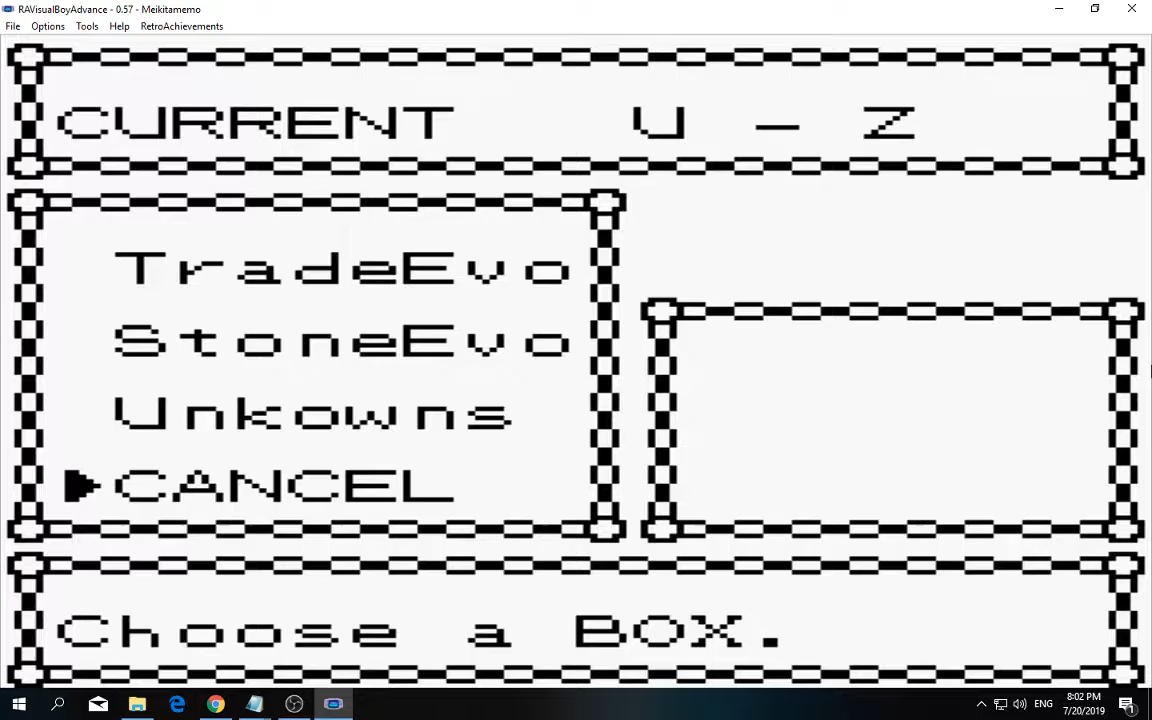 RAVisualBoyAdvance - 0.57 - Meikitamemo
File Options Tools Help RetroAchievements
CURRENT U - Z
TradeEvo
StoneEvo
Unkowns
▶CANCEL
Choose a BOX.
ENG
8:02 PM
7/20/2019
1